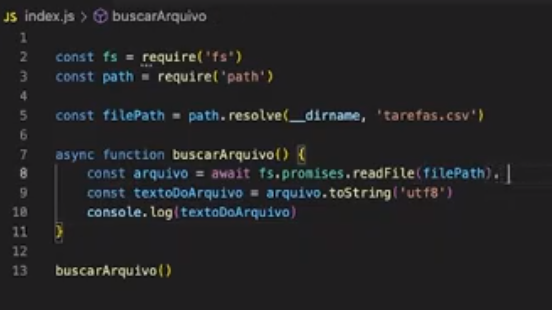 JS index.js > buscarArquivo
1
2 const fs = require('fs')
3 const path = require('path')
4
5 const filePath = path.resolve(__dirname, 'tarefas.csv')
6
7 async function buscarArquivo() {
8 const arquivo = await fs.promises.readFile(filePath).
9 const textoDoArquivo = arquivo.toString('utf8')
10 console.log(textoDoArquivo)
11 }
12
13 buscarArquivo()